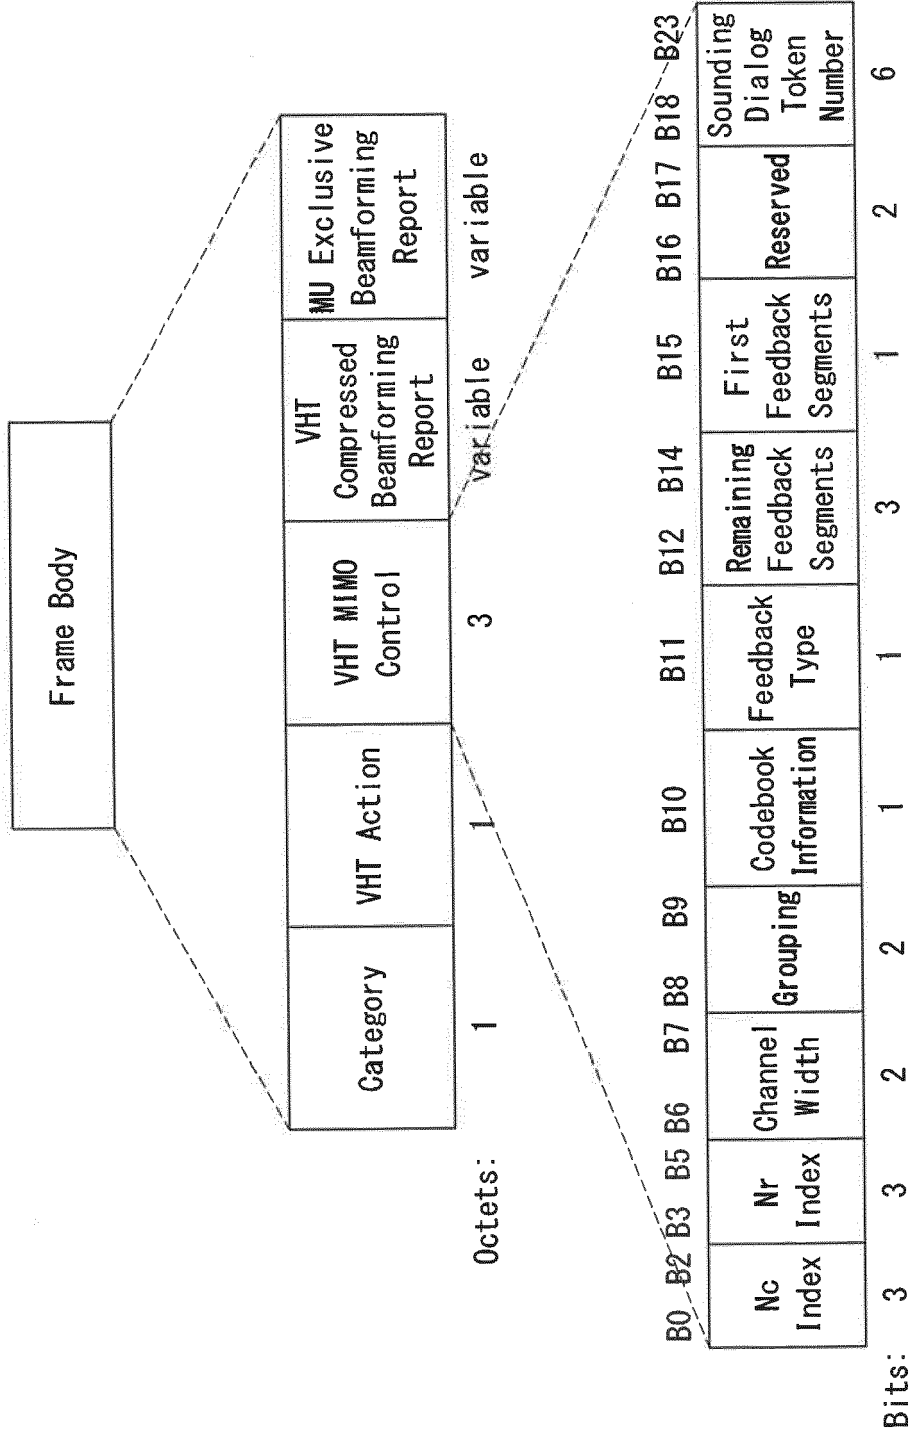 Frame Body
Category
VHT Action
VHT MIMO
Control
VHT
Compressed
Beamforming
Report
MU Exclusive
Beamforming
Report
Octets: 1 1 3 variable variable
B0 B2 B3 B5 B6 B7 B8 B9 B10 B11 B12 B14 B15 B16 B17 B18 B23
Nc
Index
Nr
Index
Channel
Width
Grouping
Codebook
Information
Feedback
Type
Remaining
Feedback
Segments
First
Feedback
Segments
Reserved
Sounding
Dialog
Token
Number
Bits: 3 3 2 2 1 1 3 1 2 6